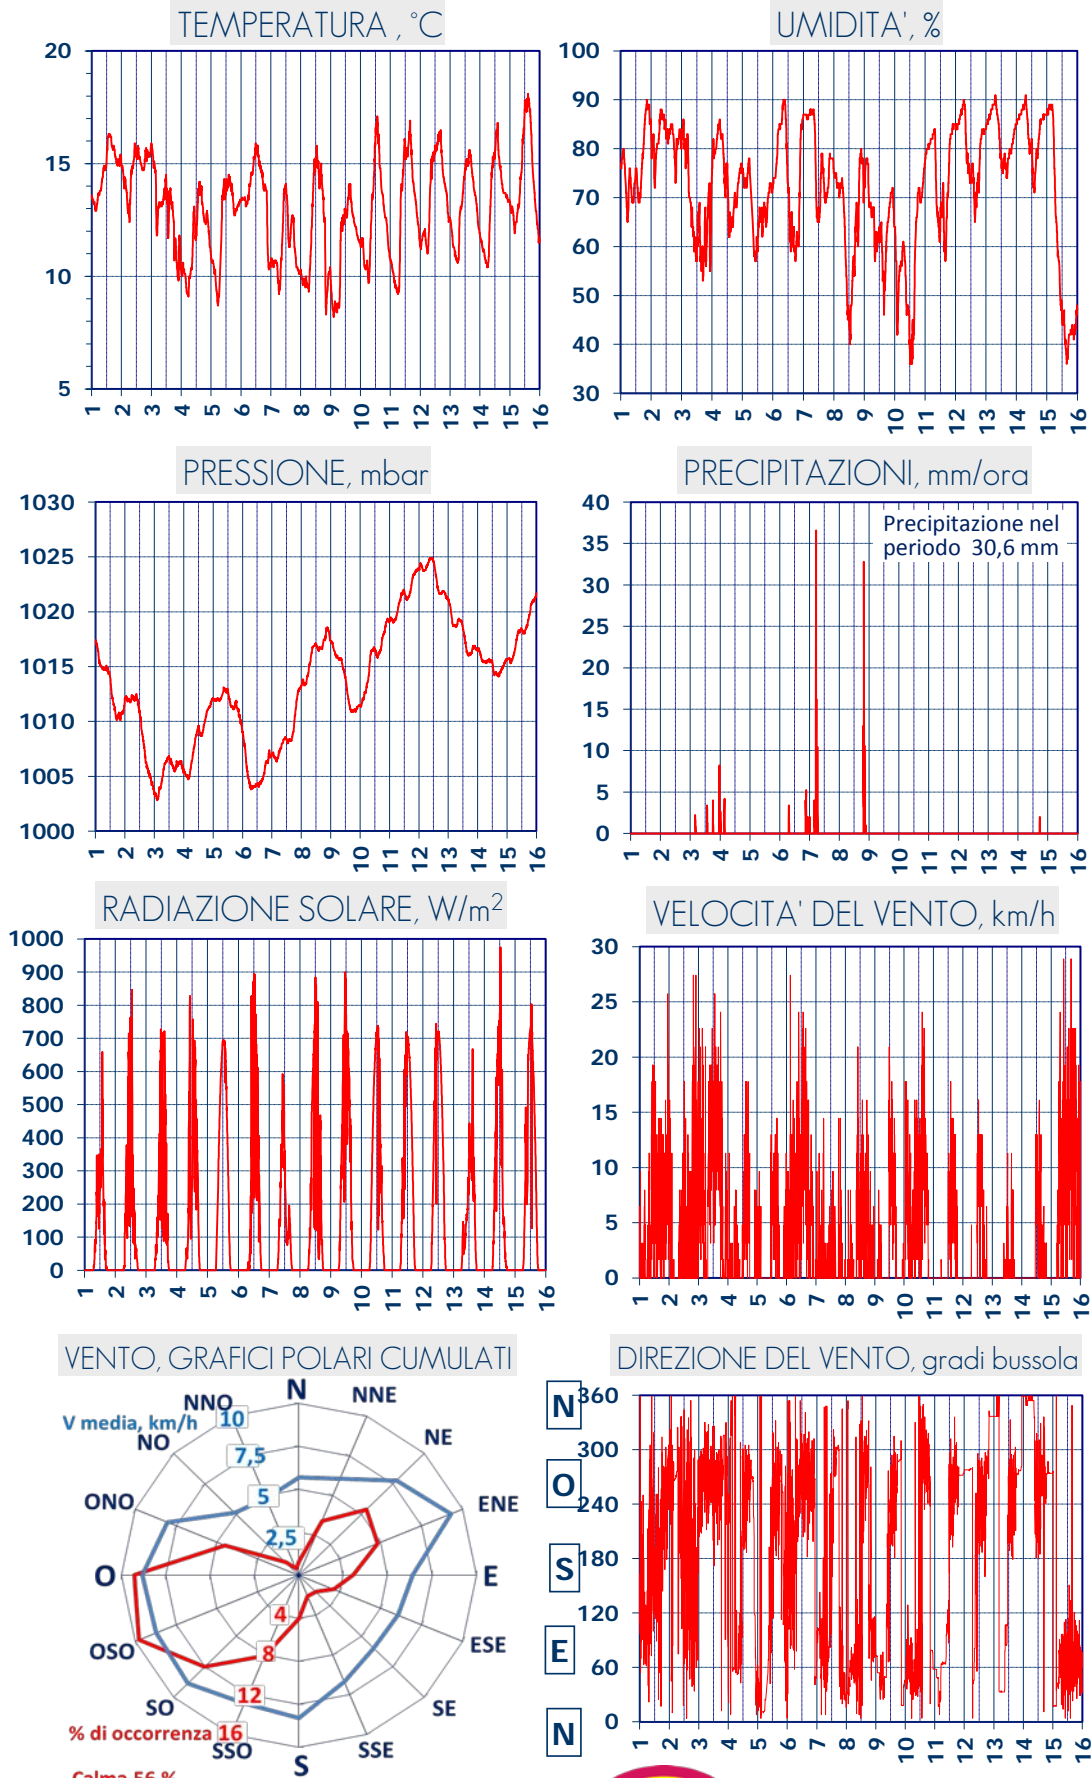 TEMPERATURA , °C
20
15
10
5
1 2 3 4 5 6 7 8 9 10 11 12 13 14 15 16
UMIDITA', %
100
90
80
70
60
50
40
30
1 2 3 4 5 6 7 8 9 10 11 12 13 14 15 16
PRESSIONE, mbar
1030
1025
1020
1015
1010
1005
1000
1 2 3 4 5 6 7 8 9 10 11 12 13 14 15 16
PRECIPITAZIONI, mm/ora
Precipitazione nel
periodo 30,6 mm
40
35
30
25
20
15
10
5
0
1 2 3 4 5 6 7 8 9 10 11 12 13 14 15 16
RADIAZIONE SOLARE, W/m²
1000
900
800
700
600
500
400
300
200
100
0
1 2 3 4 5 6 7 8 9 10 11 12 13 14 15 16
VELOCITA' DEL VENTO, km/h
30
25
20
15
10
5
0
1 2 3 4 5 6 7 8 9 10 11 12 13 14 15 16
VENTO, GRAFICI POLARI CUMULATI
N
NNE
NE
ENE
E
ESE
SE
SSE
S
SSO
SO
OSO
O
ONO
NO
NNO
V media, km/h
10
7,5
5
2,5
4
8
12
% di occorrenza 16
Calma 56 %
DIREZIONE DEL VENTO, gradi bussola
N
O
S
E
N
360
300
240
180
120
60
0
1 2 3 4 5 6 7 8 9 10 11 12 13 14 15 16